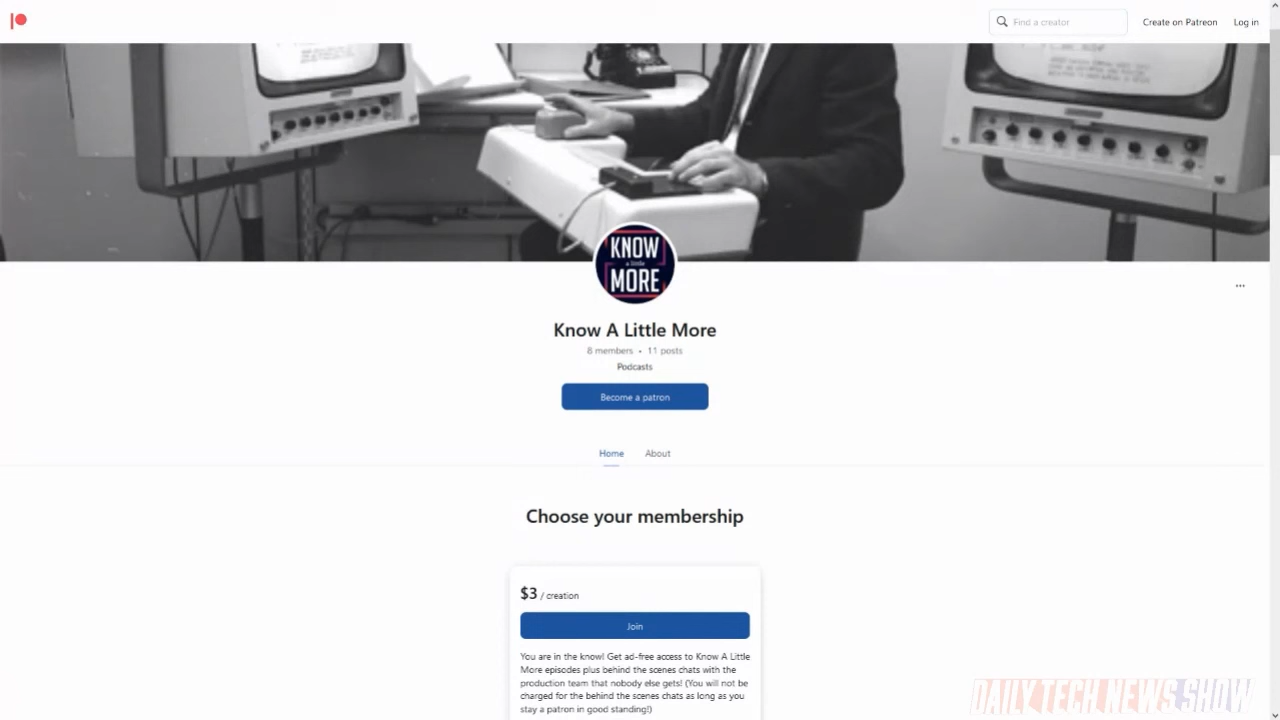 Find a creator
Create on Patreon
Log in
KNOW
a little
MORE
Know A Little More
8 members • 11 posts
Podcasts
Become a patron
Home
About
Choose your membership
$3 / creation
Join
You are in the know! Get ad-free access to Know A Little
More episodes plus behind the scenes chats with the
production team that nobody else gets! (You will not be
charged for the behind the scenes chats as long as you
stay a patron in good standing!)
DAILY TECH NEWS SHOW